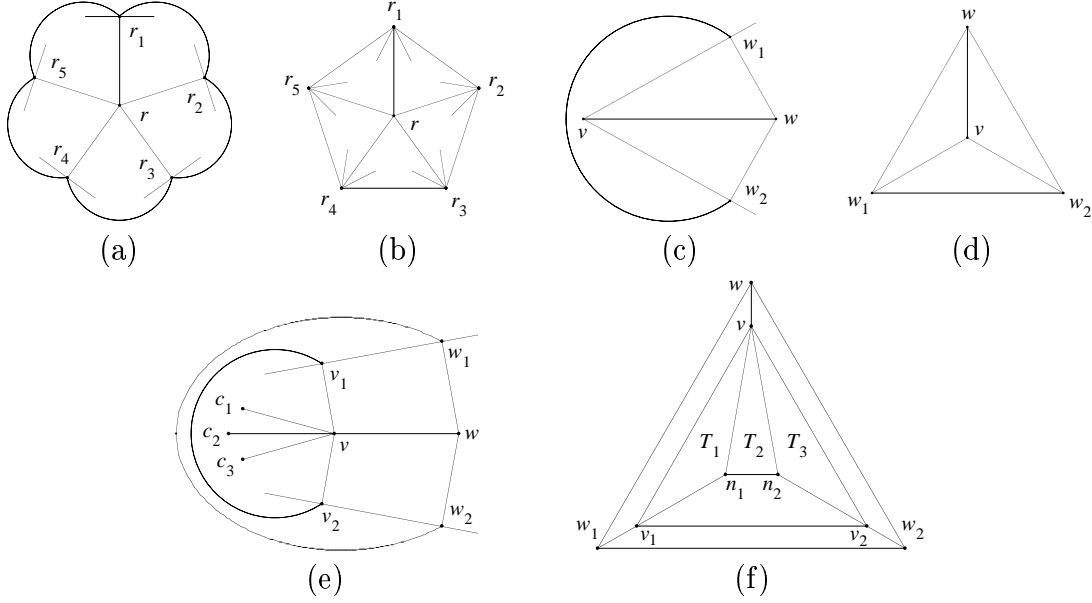 r1
r5
r
r2
r4
r3
(a)
r1
r5
r2
r
r4
r3
(b)
w1
v
w
w2
(c)
w
v
w1
w2
(d)
w1
v1
c1
c2
v
w
c3
v2
w2
(e)
w
v
T1 T2 T3
n1 n2
w1
v1
v2
w2
(f)